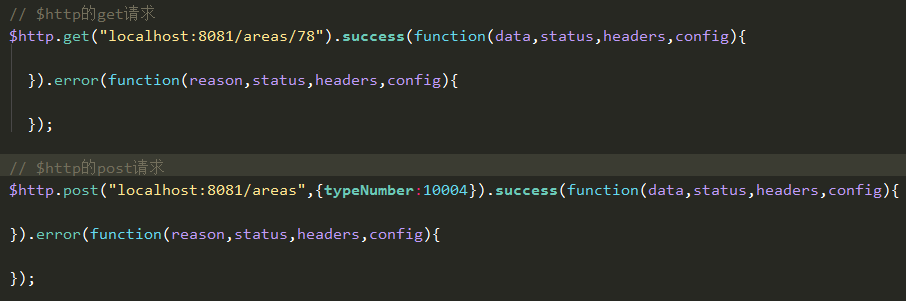 // $http的get请求
$http.get("localhost:8081/areas/78").success(function(data,status,headers,config){
}).error(function(reason,status,headers,config){
});
// $http的post请求
$http.post("localhost:8081/areas",{typeNumber:10004}).success(function(data,status,headers,config){
}).error(function(reason,status,headers,config){
});